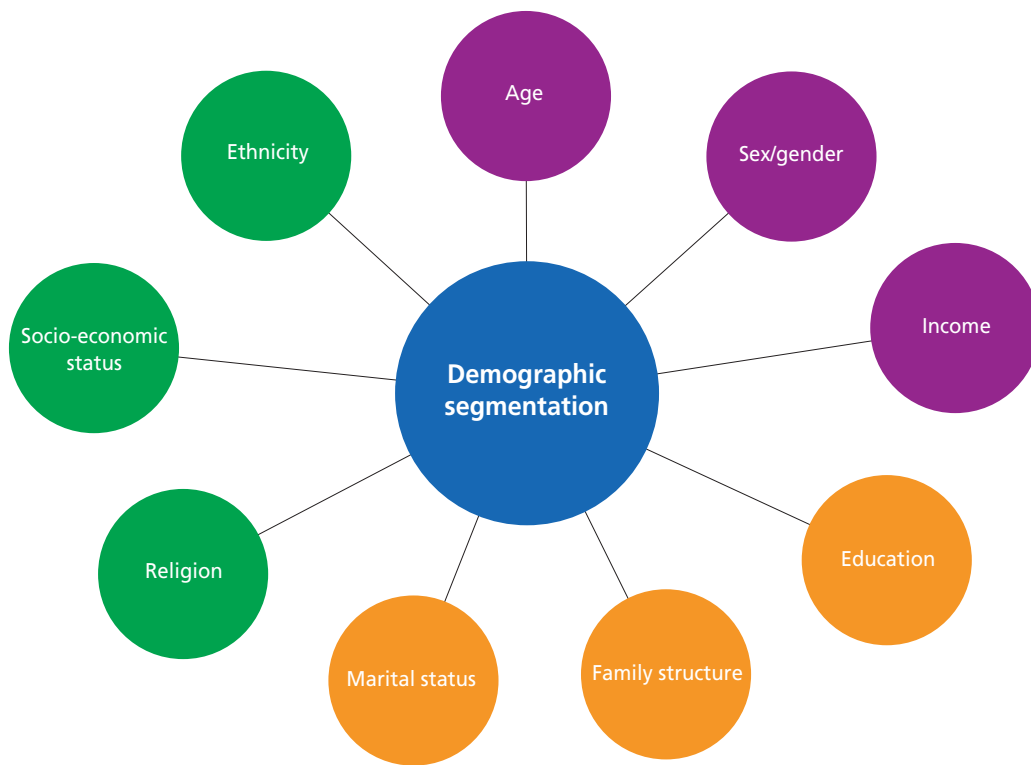 Age
Ethnicity
Sex/gender
Income
Socio-economic
status
Demographic
segmentation
Education
Religion
Family structure
Marital status